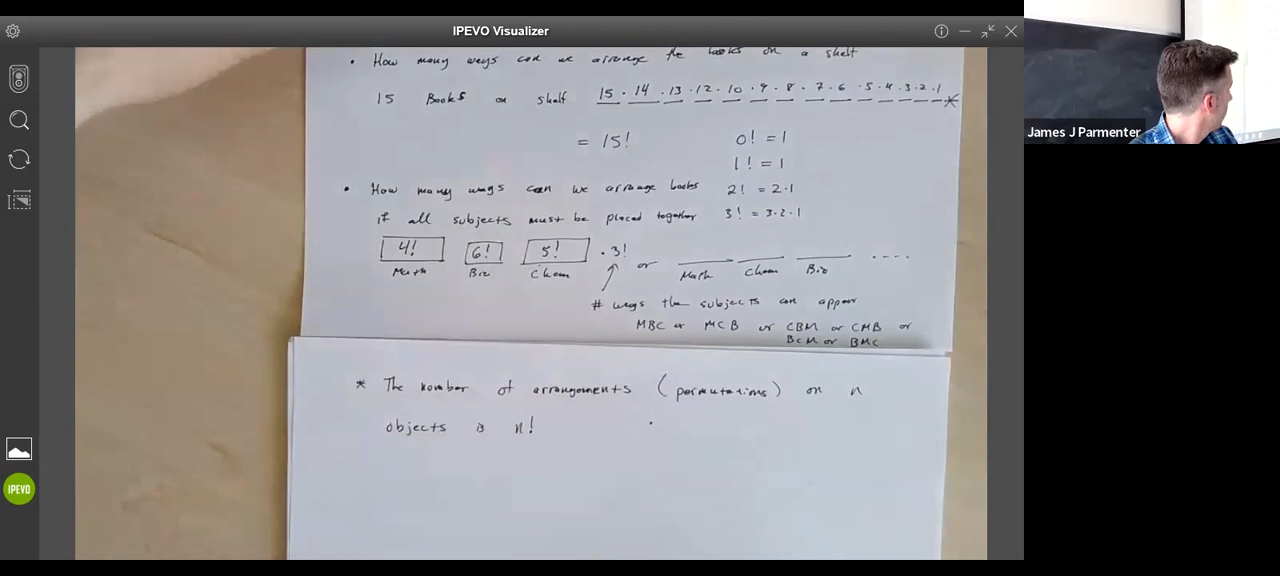 IPEVO Visualizer
James J Parmenter
• How many ways can we arrange the books on a shelf
15 Books on shelf 15 · 14 · 13 · 12 · 10 · 9 · 8 · 7 · 6 · 5 · 4 · 3 · 2 · 1 *
= 15! 0! = 1
1! = 1
• How many ways can we arrange books 2! = 2·1
if all subjects must be placed together 3! = 3·2·1
4! 6! 5! · 3! or
Math Bio Chem Math Chem Bio ....
# ways the subjects can appear
MBC or MCB or CBM or CMB or
BCM or BMC
* The number of arrangements (permutations) on n
objects is n!
IPEVO